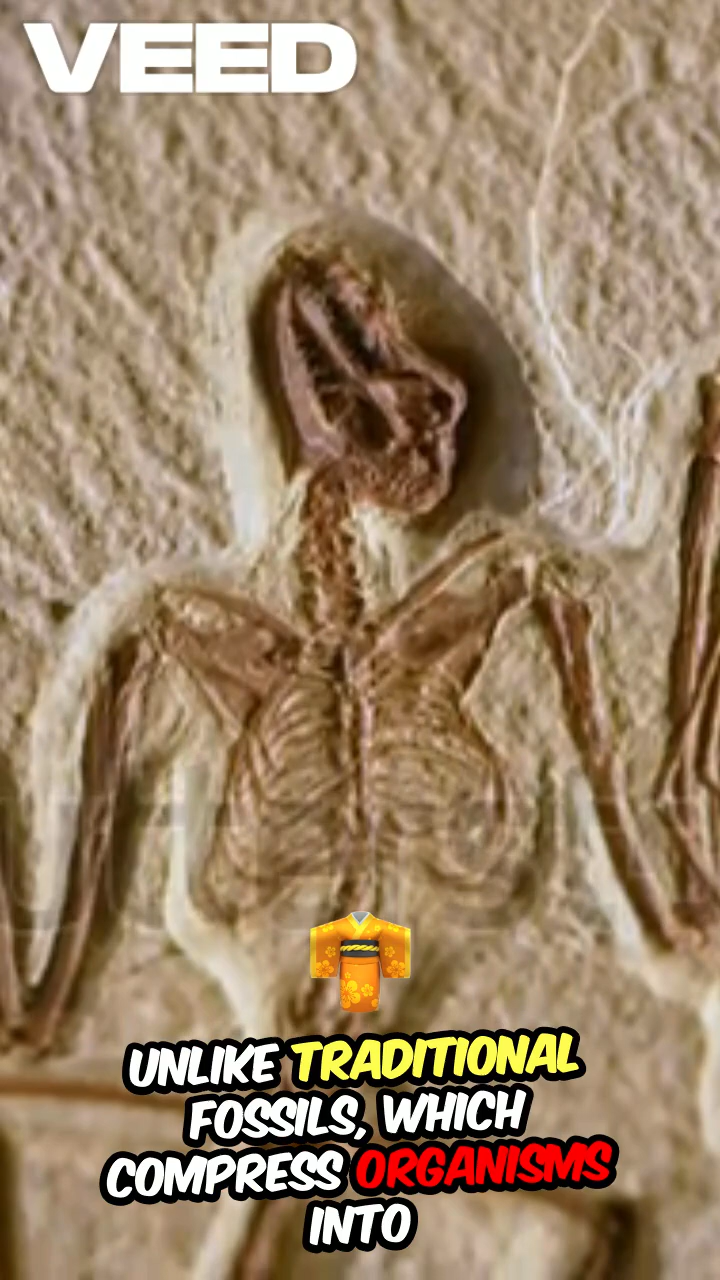 VEED
UNLIKE TRADITIONAL
FOSSILS, WHICH
COMPRESS ORGANISMS
INTO